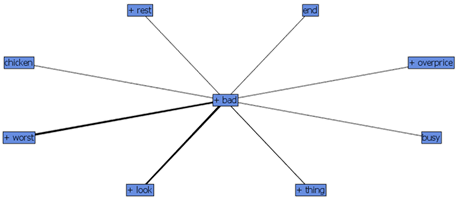 + rest
end
chicken
+ overprice
+ bad
+ worst
busy
+ look
+ thing